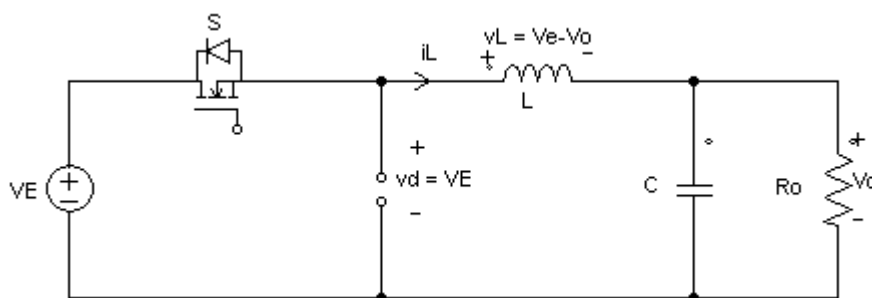 S
iL
vL = Ve-Vo
+
-
L
VE
+
-
+
vd = VE
-
C
Ro
+
Vo
-